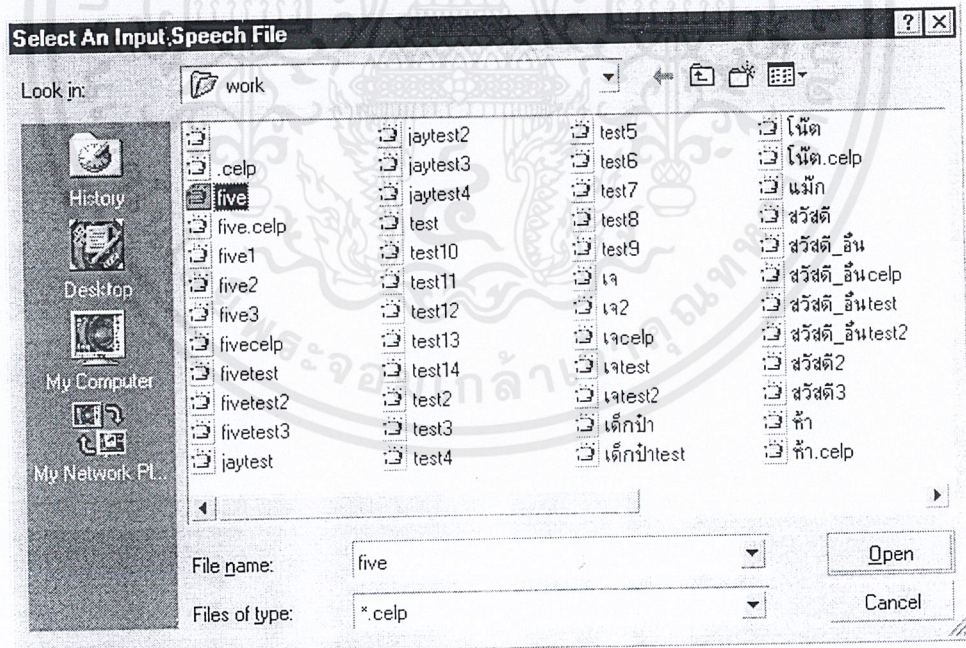 Select An Input,Speech File
Look in:
work
History
Desktop
My Computer
My Network Pl...
.celp
five
five.celp
five1
five2
five3
fivecelp
fivetest
fivetest2
fivetest3
jaytest
jaytest2
jaytest3
jaytest4
test
test10
test11
test12
test13
test14
test2
test3
test4
test5
test6
test7
test8
test9
เจ
เจ2
เจcelp
เจtest
เจtest2
เด็กป๋า
เด็กป๋าtest
โน๊ต
โน๊ต.celp
แม๊ก
สวัสดี
สวัสดี_อิ๋น
สวัสดี_อิ๋นcelp
สวัสดี_อิ๋นtest
สวัสดี_อิ๋นtest2
สวัสดี2
สวัสดี3
ห้า
ห้า.celp
File name:
five
Open
Files of type:
*.celp
Cancel